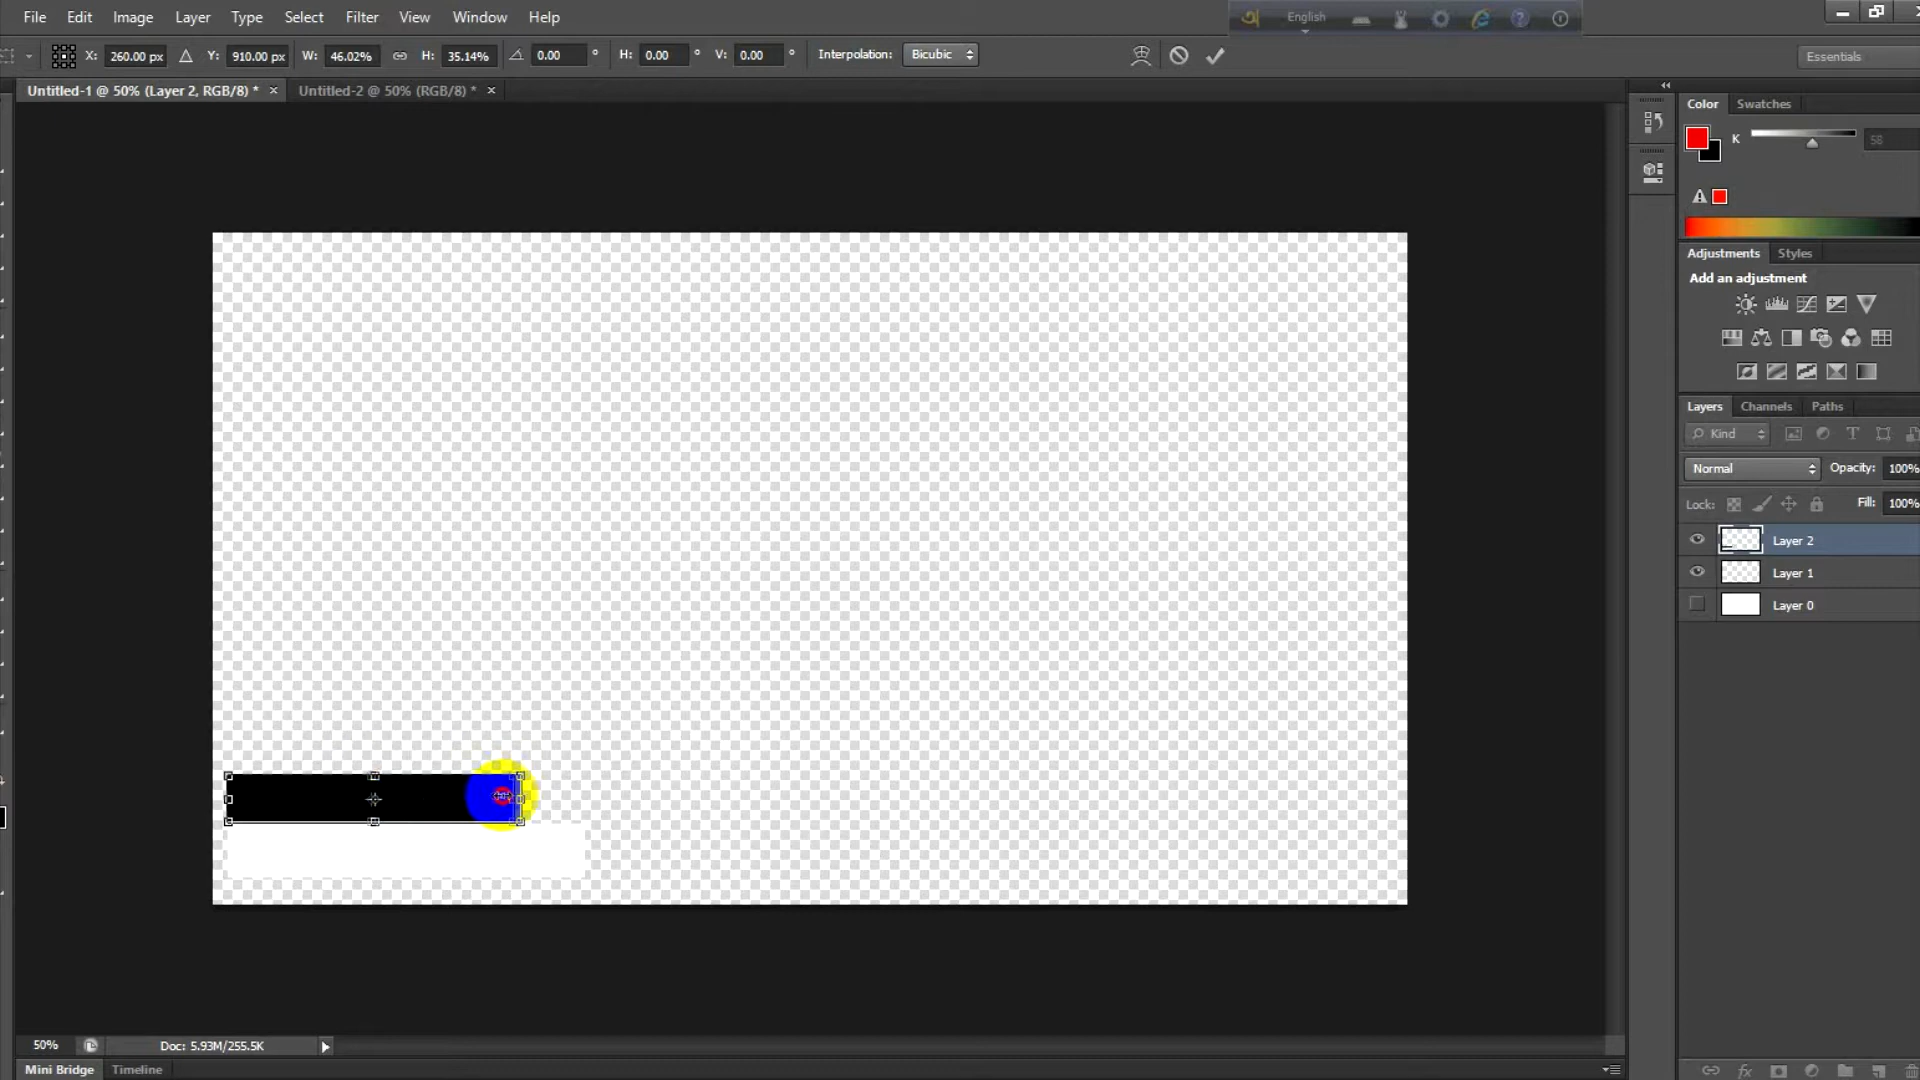 File Edit Image Layer Type Select Filter View Window Help
English
X: 260.00 px Y: 910.00 px W: 46.02% H: 35.14% 0.00 ° H: 0.00 ° V: 0.00 ° Interpolation: Bicubic
Essentials
Untitled-1 @ 50% (Layer 2, RGB/8) * × Untitled-2 @ 50% (RGB/8) * ×
Color Swatches
K 58
Adjustments Styles
Add an adjustment
Layers Channels Paths
Kind
Normal Opacity: 100%
Lock: Fill: 100%
Layer 2
Layer 1
Layer 0
50% Doc: 5.93M/255.5K
Mini Bridge Timeline
fx